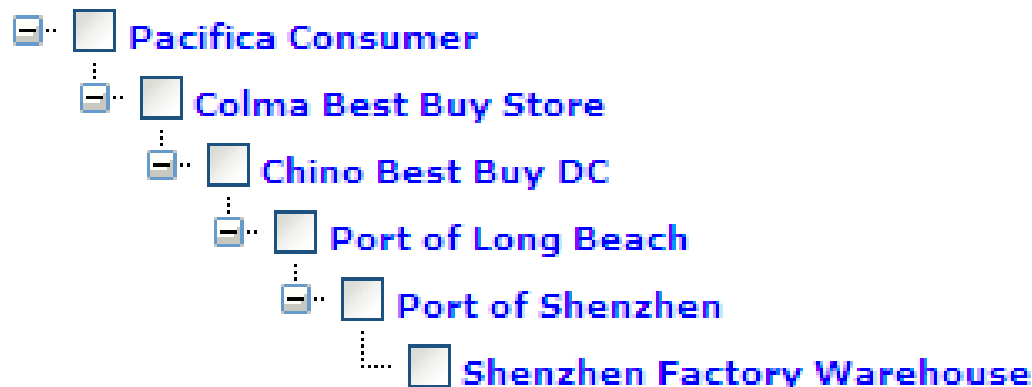 Pacifica Consumer
Colma Best Buy Store
Chino Best Buy DC
Port of Long Beach
Port of Shenzhen
Shenzhen Factory Warehouse